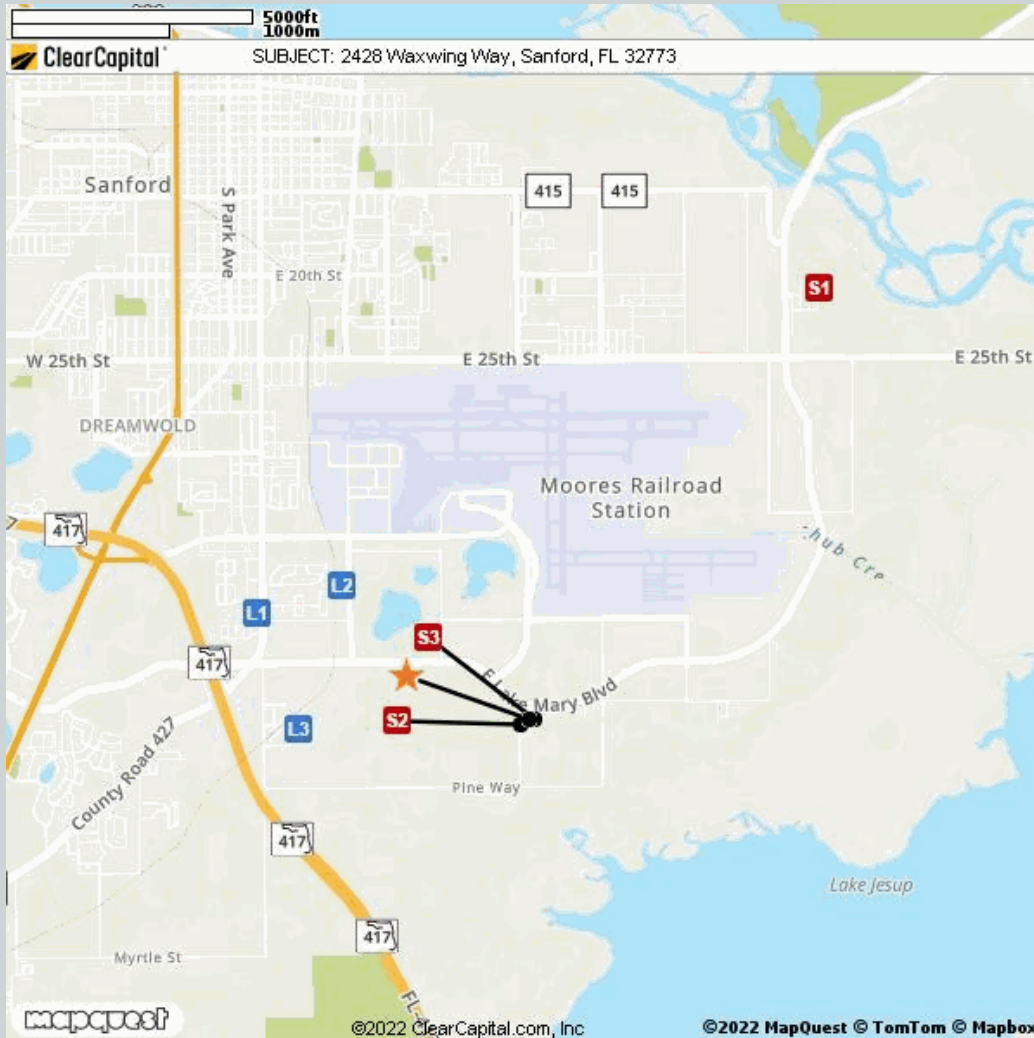 5000ft
1000m
ClearCapital
SUBJECT: 2428 Waxwing Way, Sanford, FL 32773
Sanford
S Park Ave
415
415
E 20th St
S1
W 25th St
E 25th St
E 25th St
DREAMWOLD
Moores Railroad
Station
417
L2
L1
S3
417
E Lake Mary Blvd
S2
L3
County Road 427
Pine Way
417
Lake Jesup
417
Myrtle St
FL-
mapquest
©2022 ClearCapital.com, Inc
©2022 MapQuest © TomTom © Mapbox